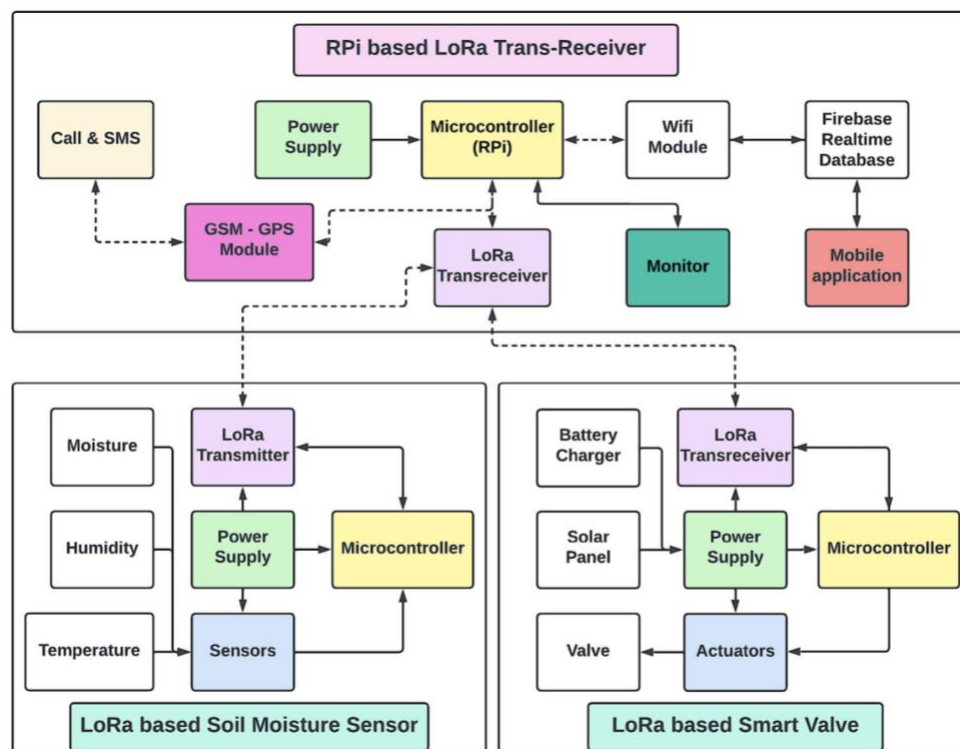 RPi based LoRa Trans-Receiver
Call & SMS
Power
Supply
Microcontroller
(RPi)
Wifi
Module
Firebase
Realtime
Database
GSM - GPS
Module
LoRa
Transreceiver
Monitor
Mobile
application
Moisture
LoRa
Transmitter
Humidity
Power
Supply
Microcontroller
Temperature
Sensors
LoRa based Soil Moisture Sensor
Battery
Charger
LoRa
Transreceiver
Solar
Panel
Power
Supply
Microcontroller
Valve
Actuators
LoRa based Smart Valve